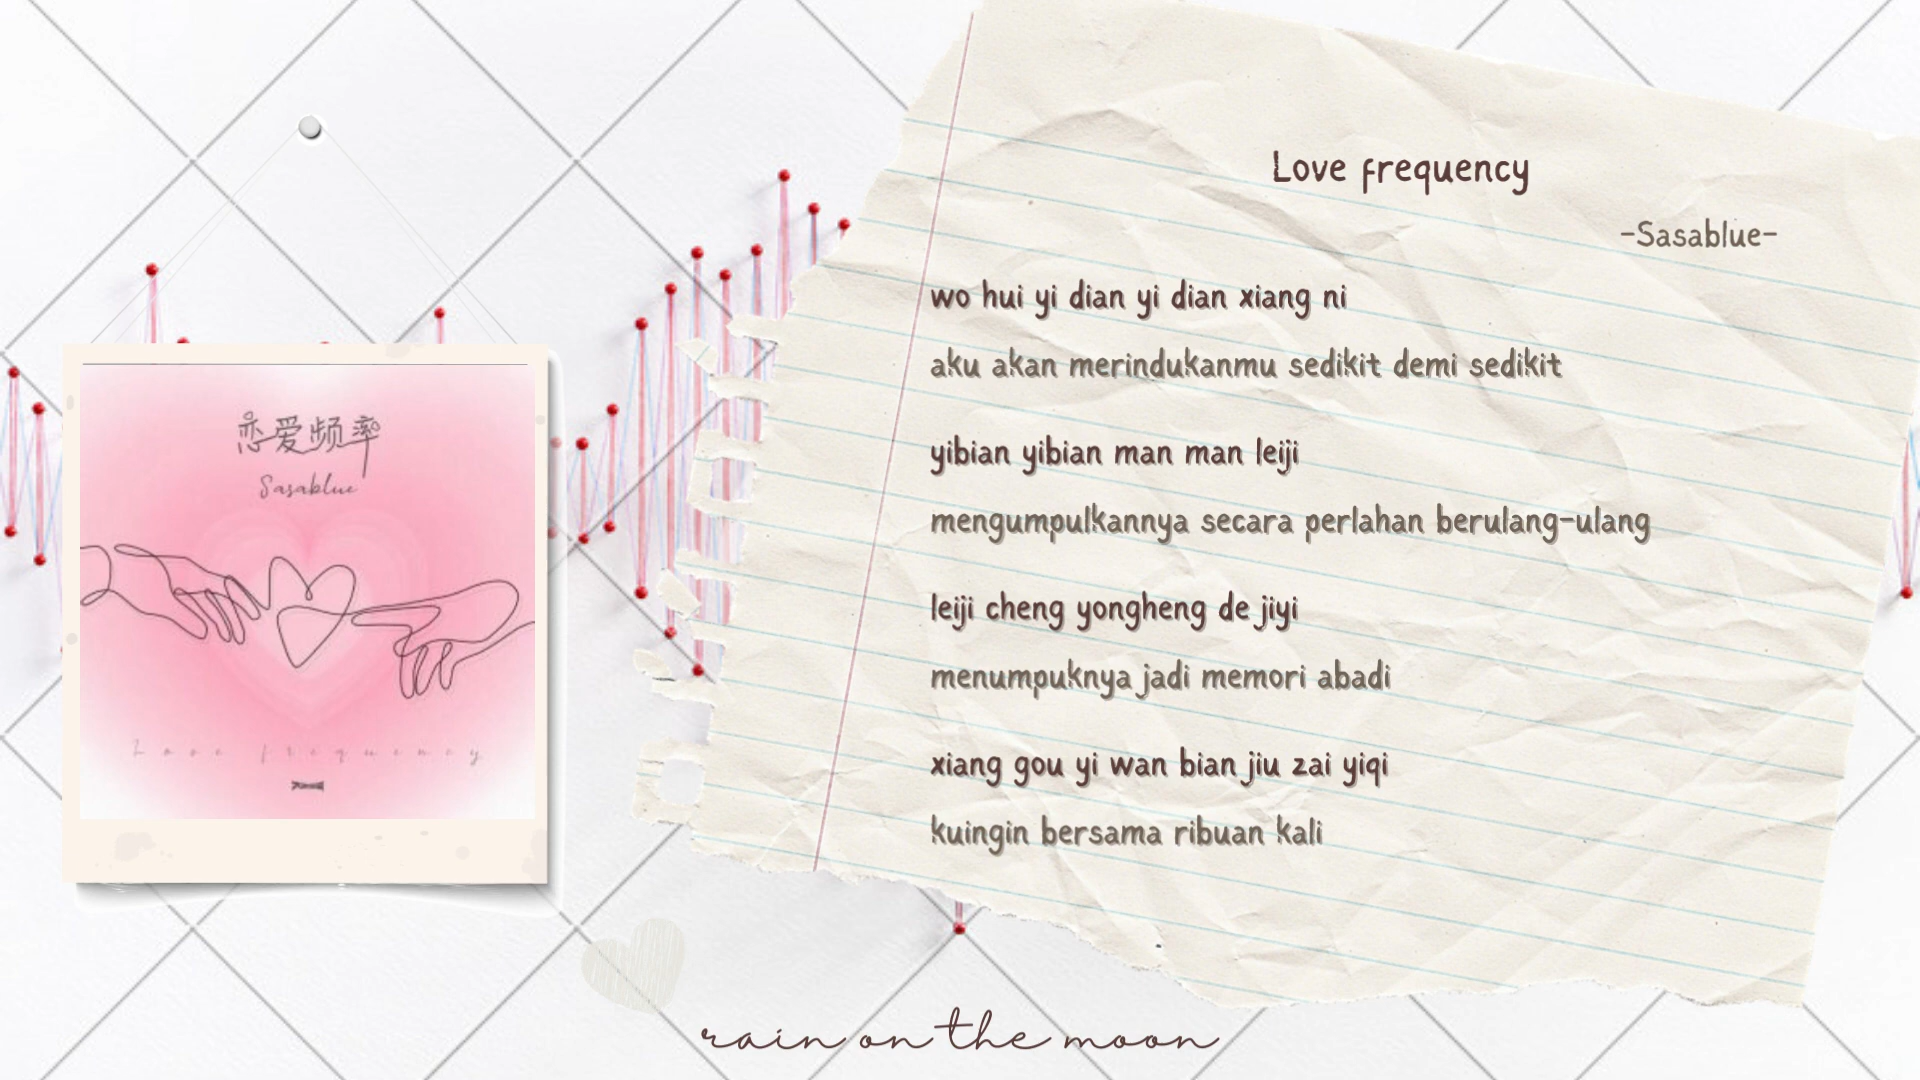 恋爱频率
Sasablue
Love frequency
Love frequency
-Sasablue-
wo hui yi dian yi dian xiang ni
aku akan merindukanmu sedikit demi sedikit
yibian yibian man man leiji
mengumpulkannya secara perlahan berulang-ulang
leiji cheng yongheng de jiyi
menumpuknya jadi memori abadi
xiang gou yi wan bian jiu zai yiqi
kuingin bersama ribuan kali
rain on the moon